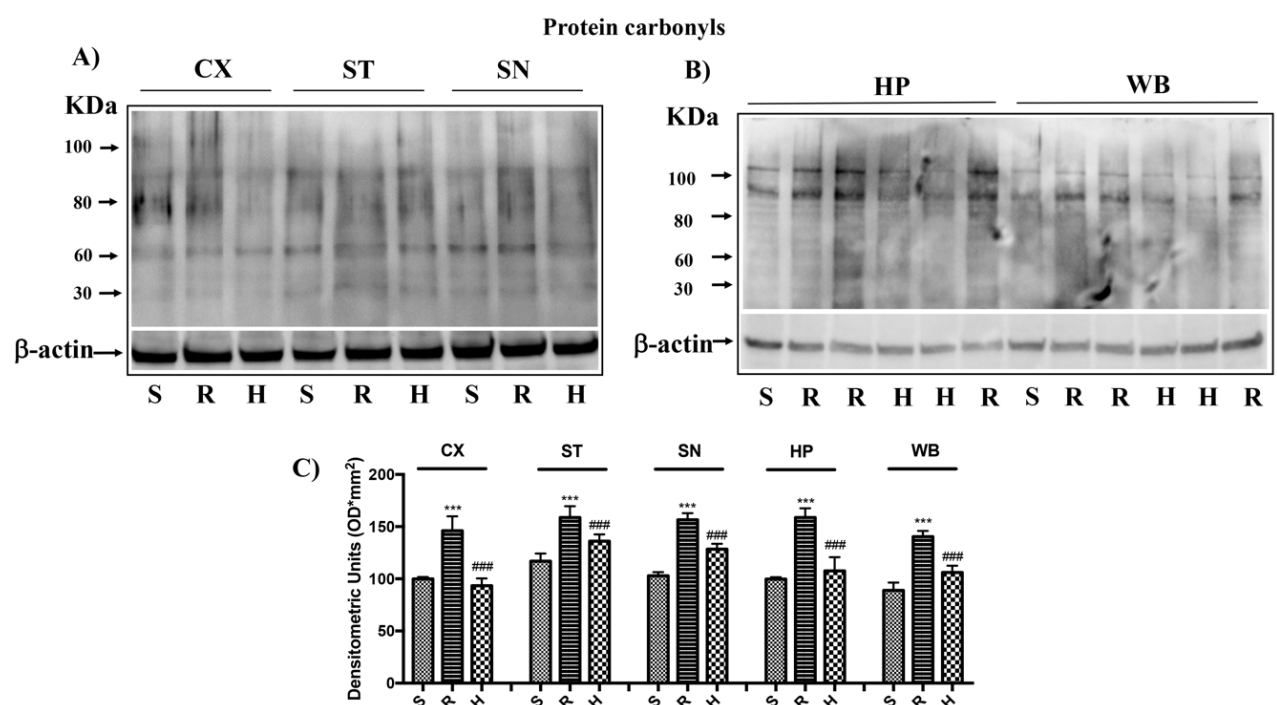 Protein carbonyls
A)
CX ST SN
KDa
100
80
60
30
β-actin
S R H S R H S R H
B)
HP WB
KDa
100
80
60
30
β-actin
S R R H H R S R R H H R
C)
CX ST SN HP WB
Densitometric Units (OD*mm²)
200
150
100
50
0
*** *** *** *** ***
### ### ### ### ###
S R H S R H S R H S R H S R H